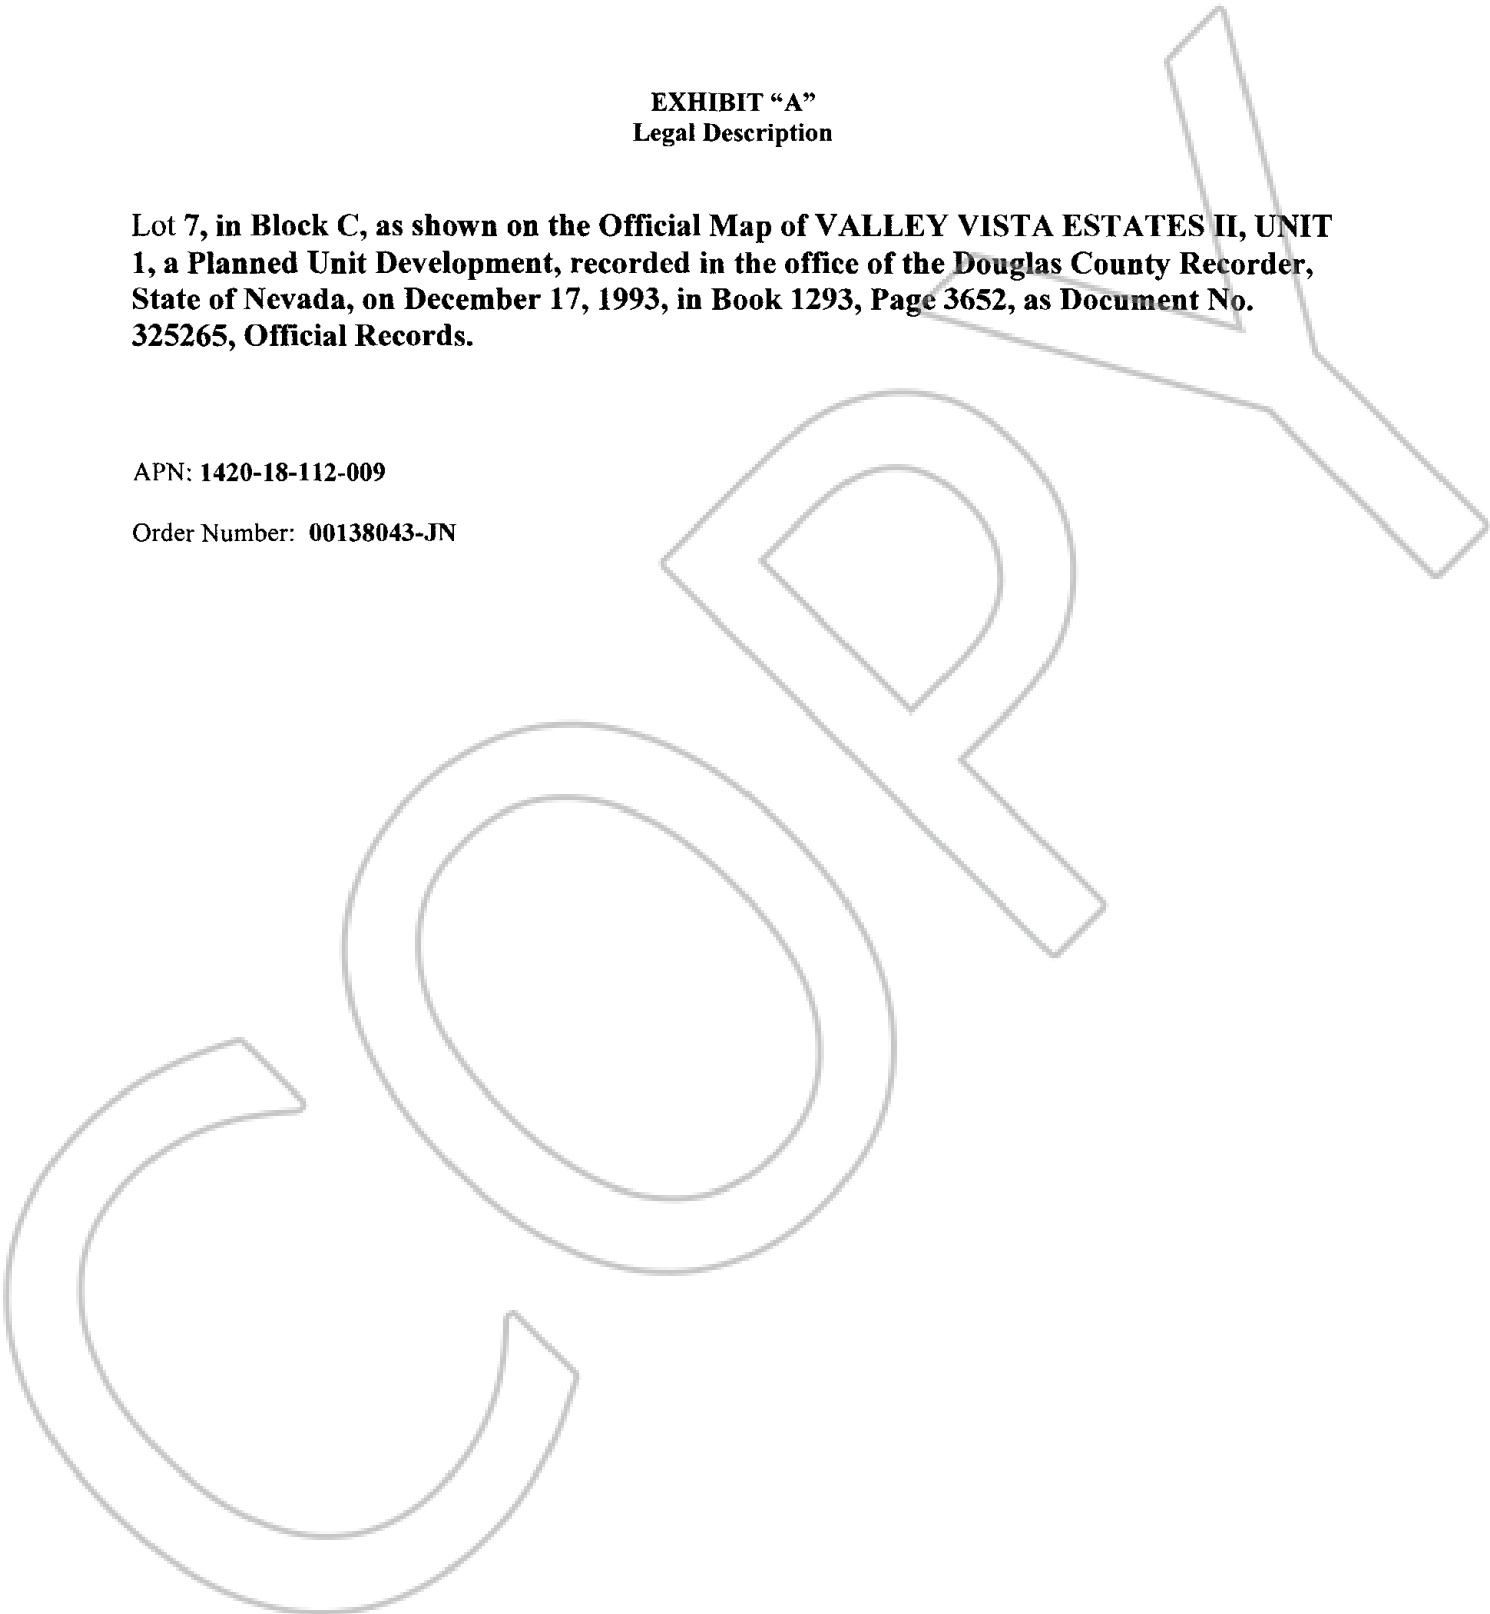 EXHIBIT “A”
Legal Description
Lot 7, in Block C, as shown on the Official Map of VALLEY VISTA ESTATES II, UNIT
1, a Planned Unit Development, recorded in the office of the Douglas County Recorder,
State of Nevada, on December 17, 1993, in Book 1293, Page 3652, as Document No.
325265, Official Records.
APN: 1420-18-112-009
Order Number: 00138043-JN
COPY